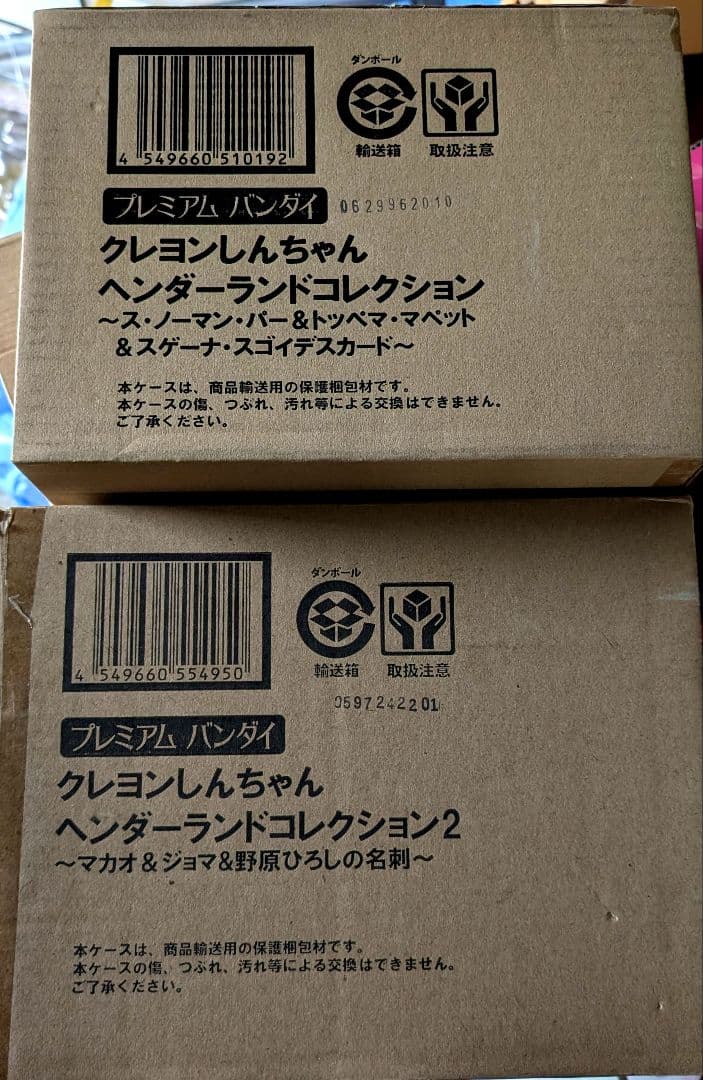 ダンボール
4 549660 510192
輸送箱 取扱注意
プレミアム バンダイ 0629962010
クレヨンしんちゃん
ヘンダーランドコレクション
～ス・ノーマン・パー＆トッペマ・マペット
＆スゲーナ・スゴイデスカード～
本ケースは、商品輸送用の保護梱包材です。
本ケースの傷、つぶれ、汚れ等による交換はできません。
ご了承ください。
ダンボール
4 549660 554950
輸送箱 取扱注意
0597242201
プレミアム バンダイ
クレヨンしんちゃん
ヘンダーランドコレクション2
～マカオ＆ジョマ＆野原ひろしの名刺～
本ケースは、商品輸送用の保護梱包材です。
本ケースの傷、つぶれ、汚れ等による交換はできません。
ご了承ください。